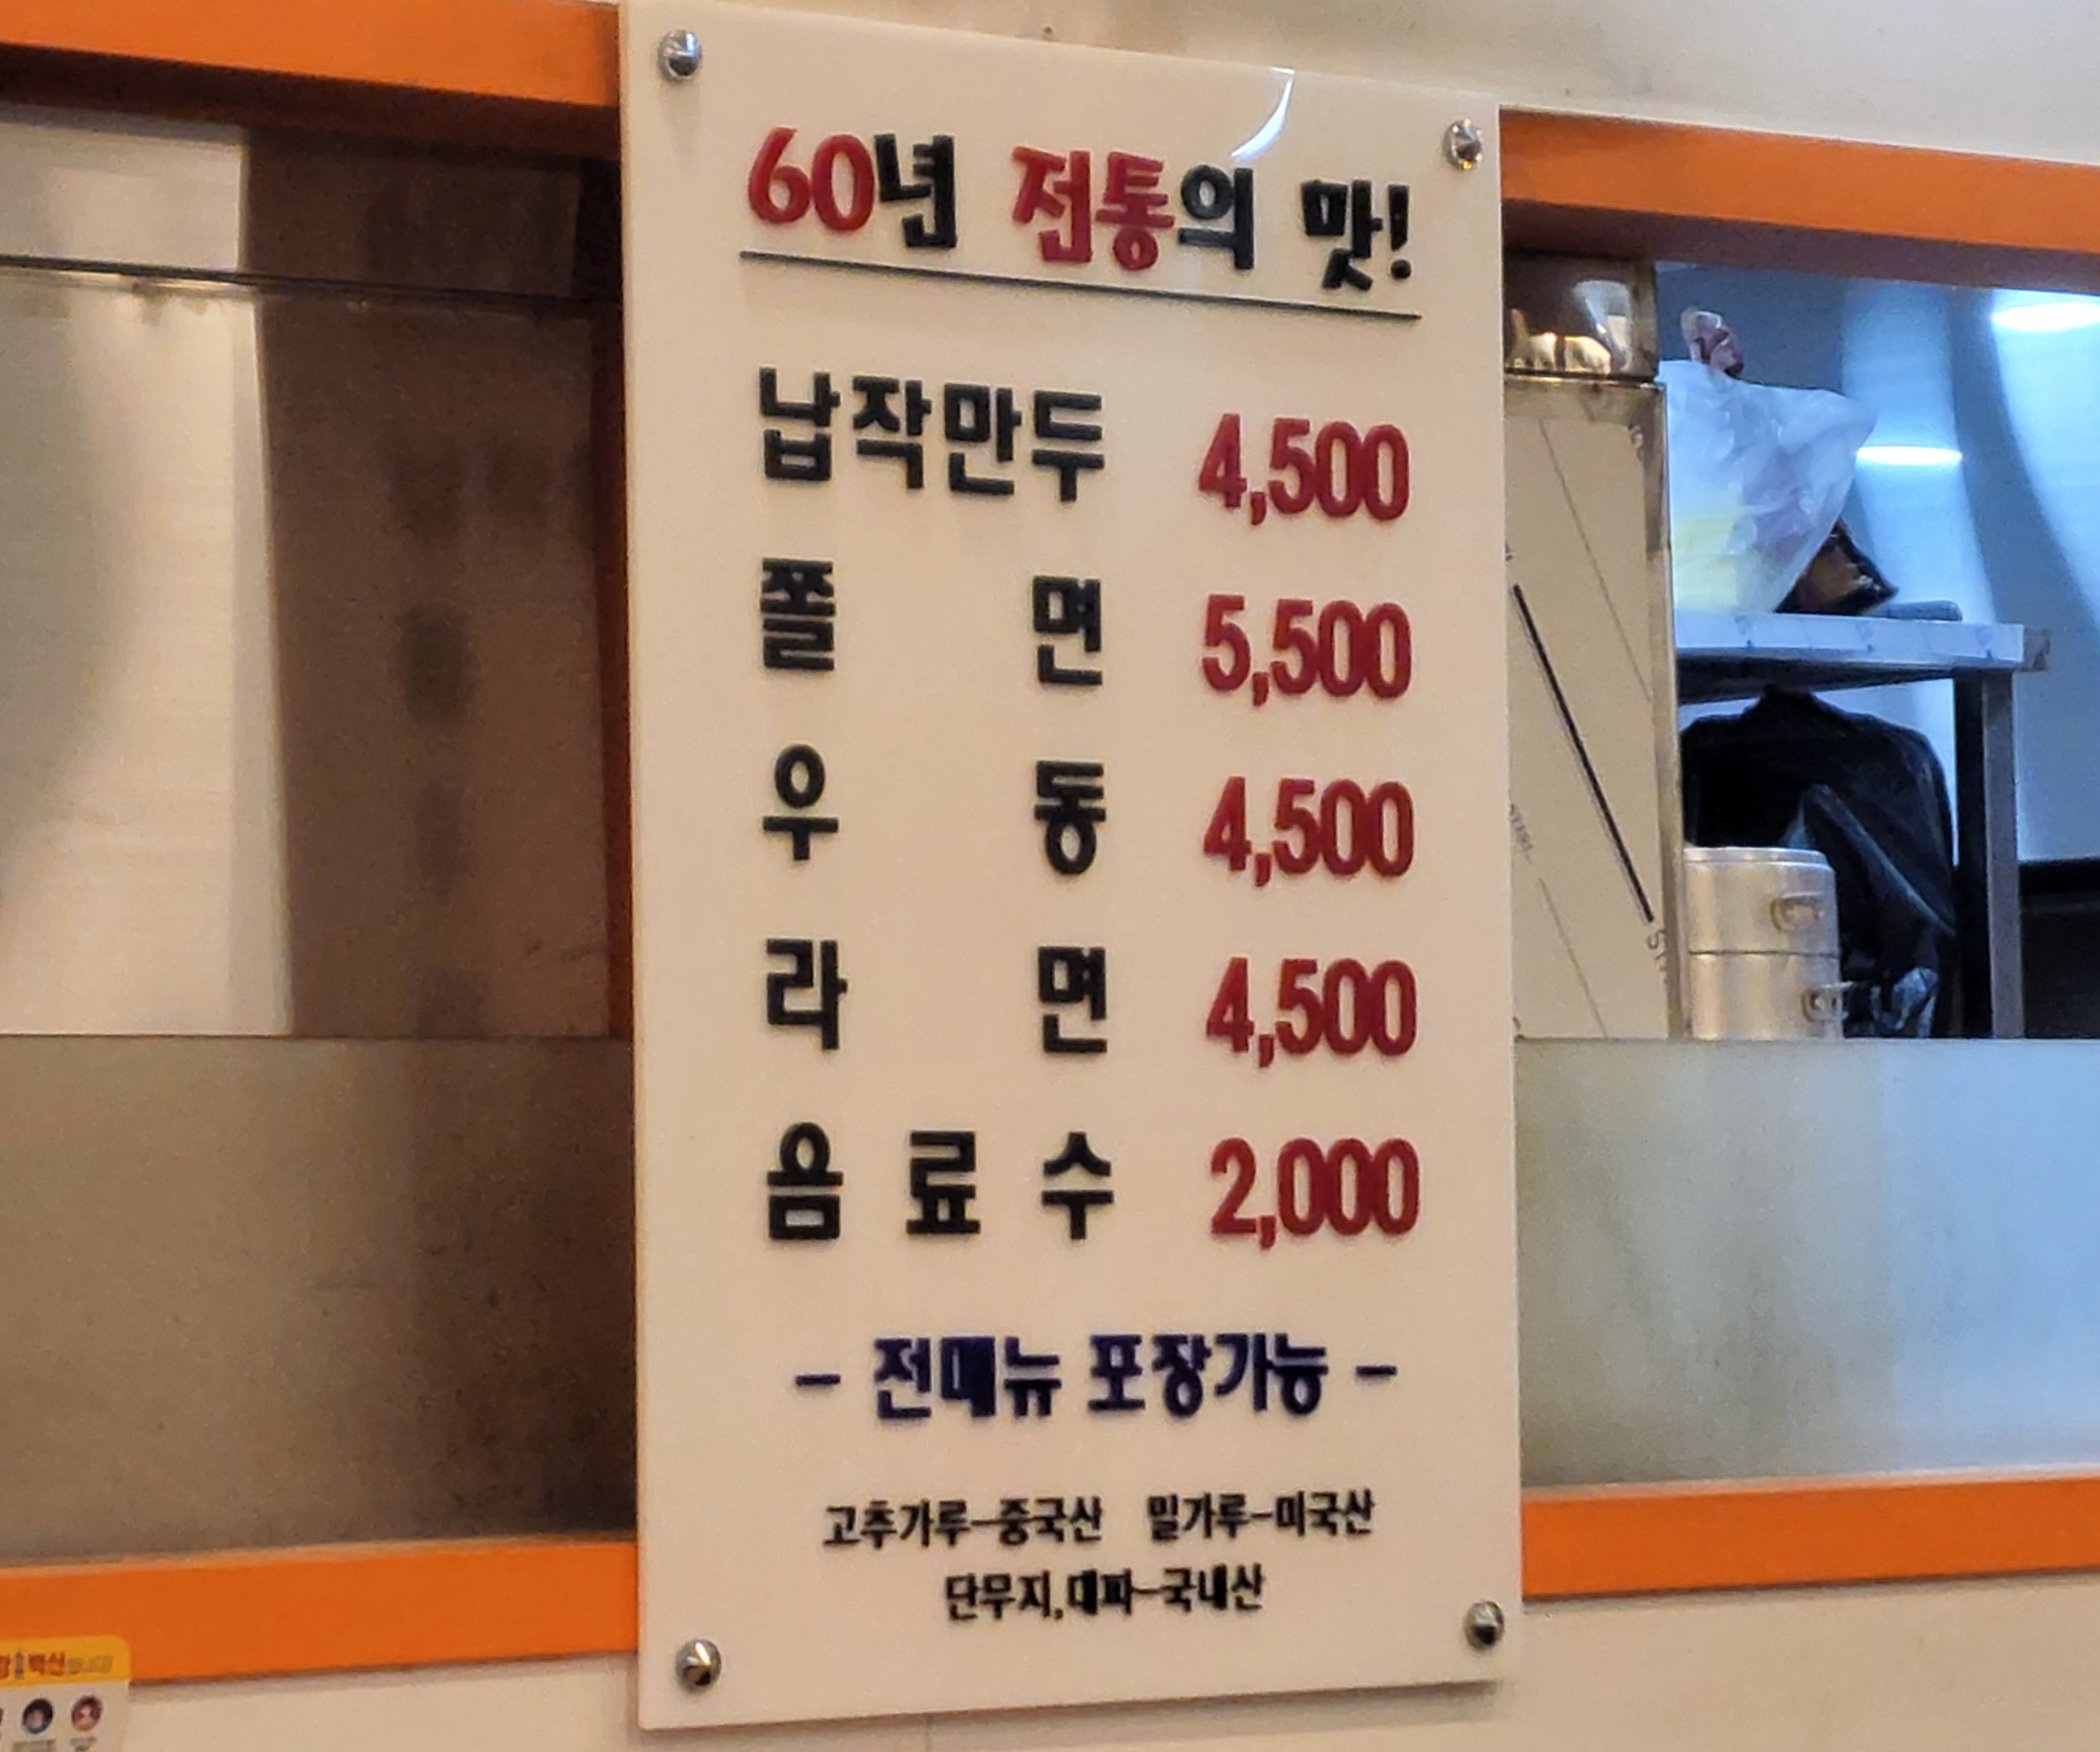 60년 전통의 맛!
납작만두 4,500
쫄 면 5,500
우 동 4,500
라 면 4,500
음 료 수 2,000
- 전메뉴 포장가능 -
고추가루-중국산 밀가루-미국산
단무지,대파-국내산
백신